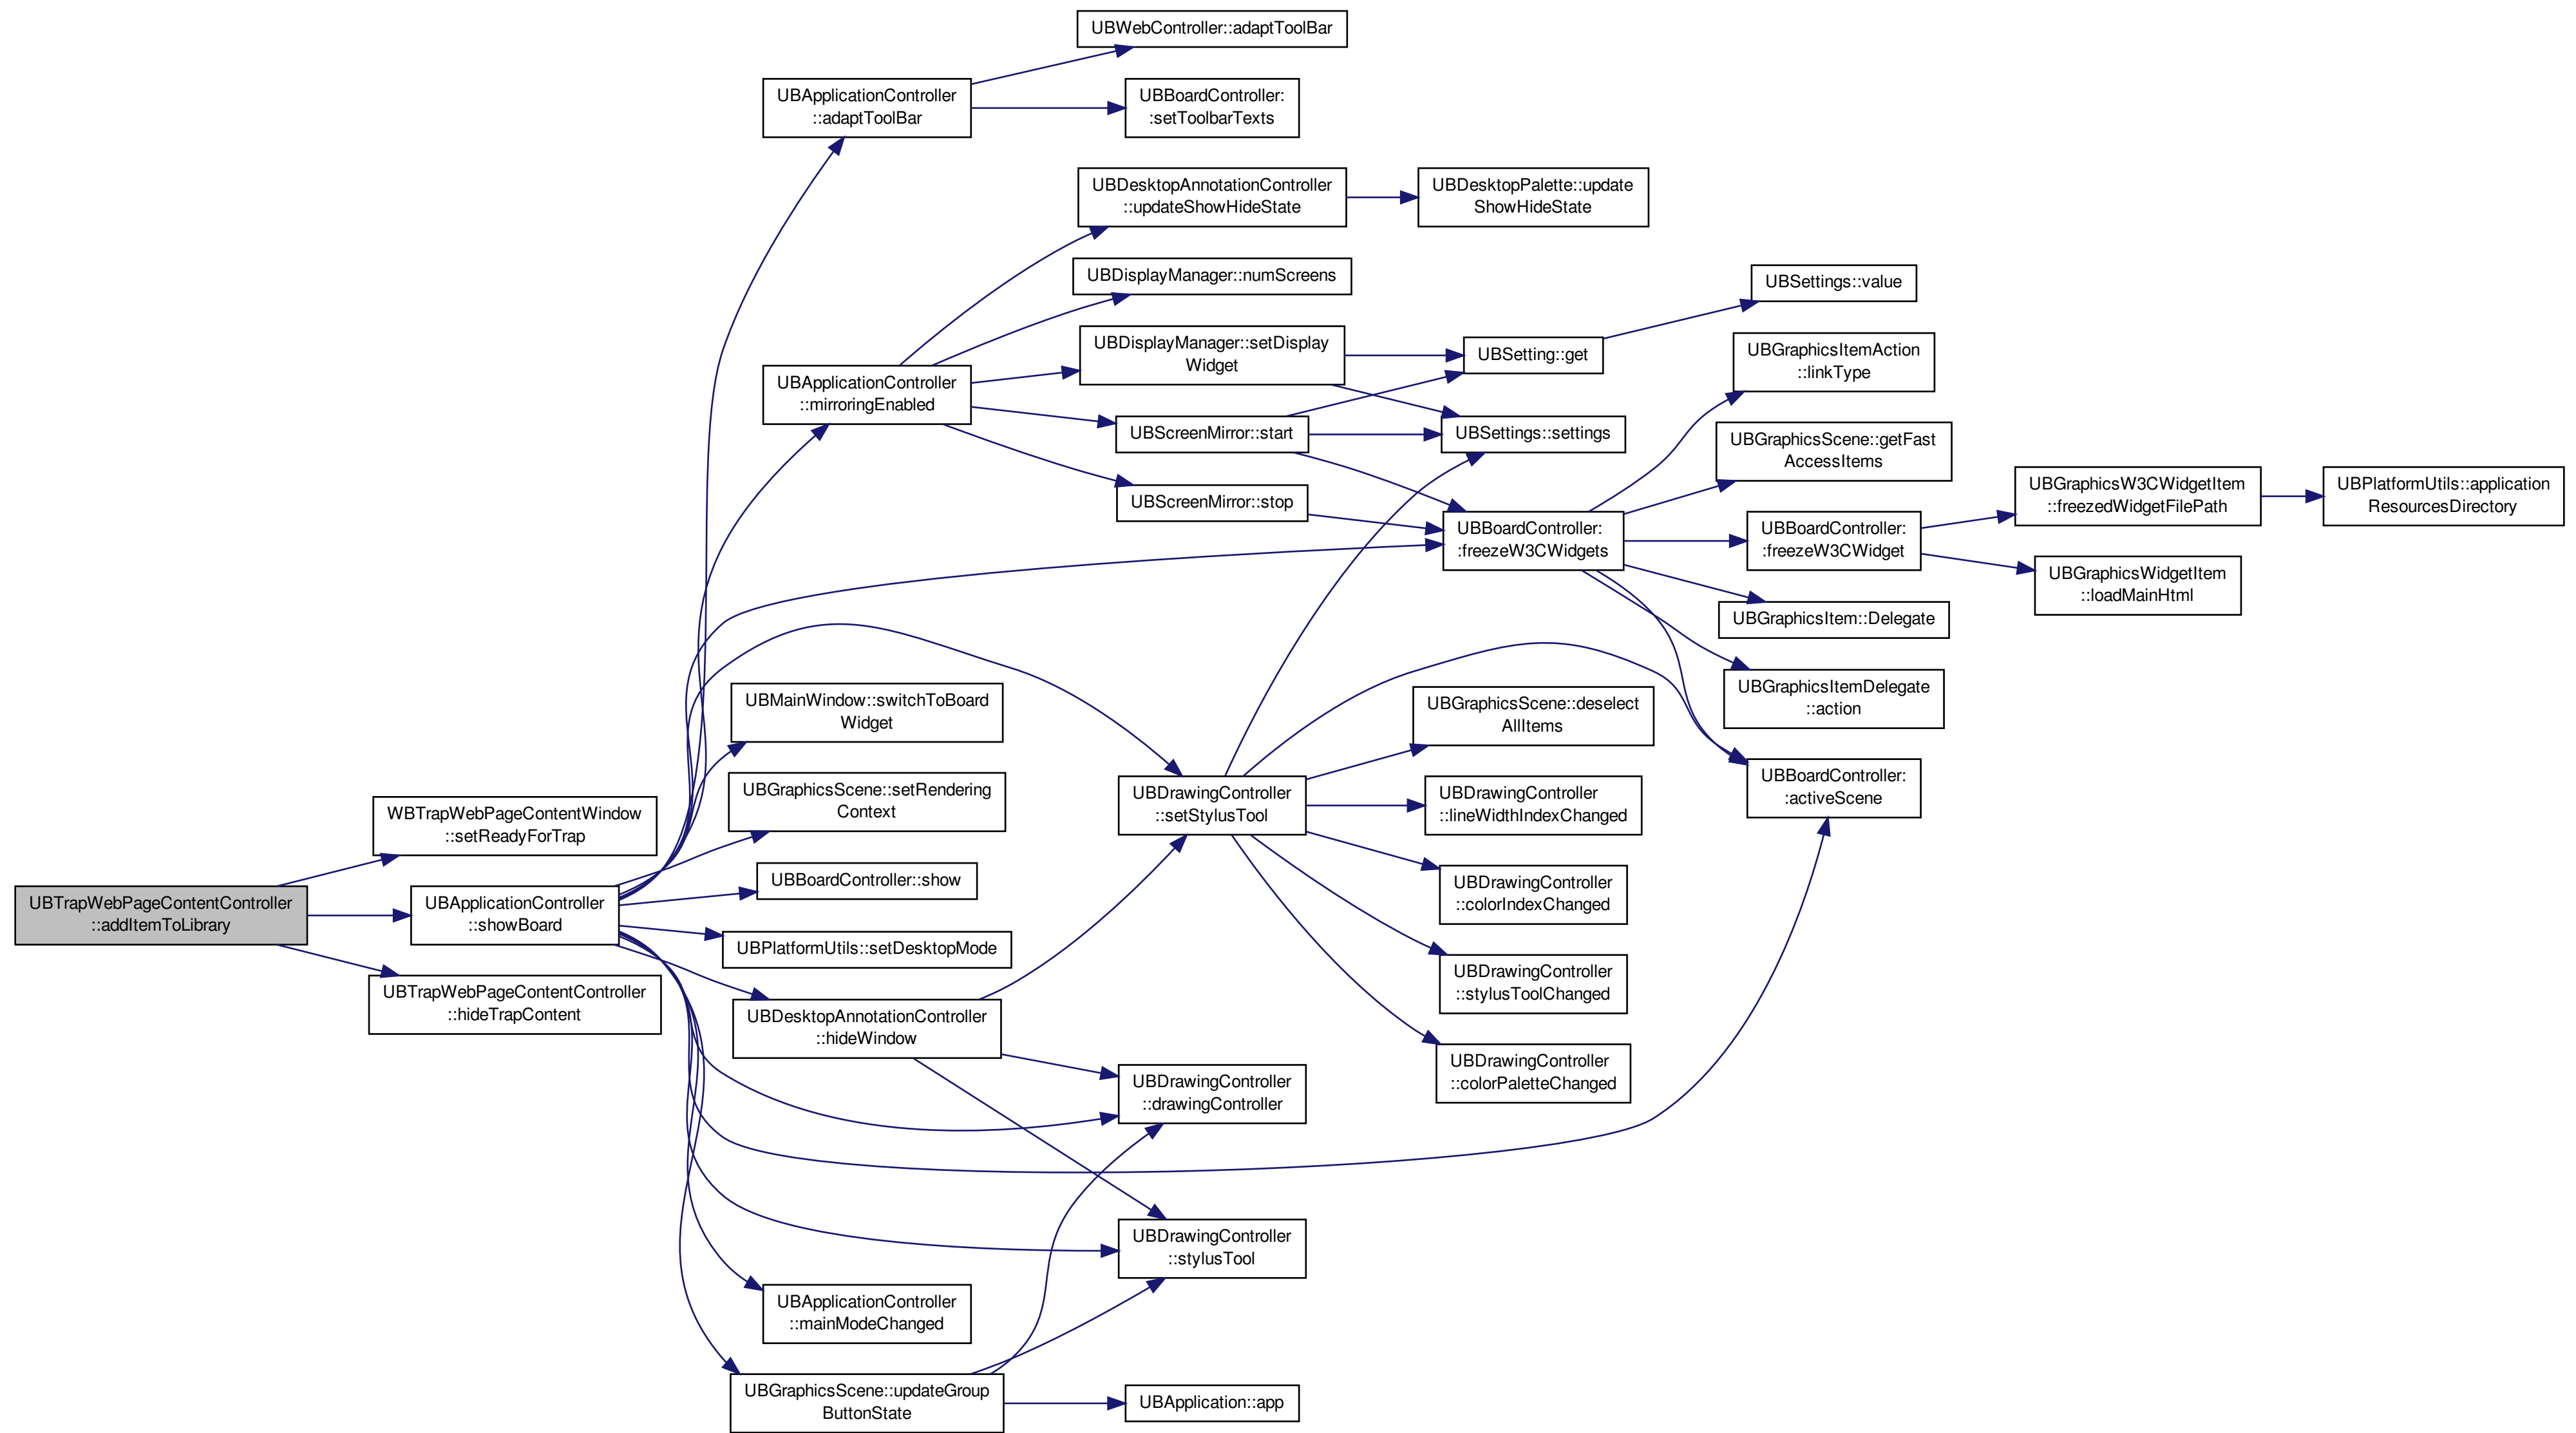 UBWebController::adaptToolBar
UBApplicationController
::adaptToolBar
UBBoardController:
:setToolbarTexts
UBDesktopAnnotationController
::updateShowHideState
UBDesktopPalette::update
ShowHideState
UBDisplayManager::numScreens
UBSettings::value
UBDisplayManager::setDisplay
Widget
UBSetting::get
UBGraphicsItemAction
::linkType
UBApplicationController
::mirroringEnabled
UBScreenMirror::start
UBSettings::settings
UBGraphicsScene::getFast
AccessItems
UBScreenMirror::stop
UBGraphicsW3CWidgetItem
::freezedWidgetFilePath
UBPlatformUtils::application
ResourcesDirectory
UBBoardController:
:freezeW3CWidgets
UBBoardController:
:freezeW3CWidget
UBGraphicsWidgetItem
::loadMainHtml
UBGraphicsItem::Delegate
UBMainWindow::switchToBoard
Widget
UBGraphicsScene::deselect
AllItems
UBGraphicsItemDelegate
::action
UBGraphicsScene::setRendering
Context
UBDrawingController
::setStylusTool
UBDrawingController
::lineWidthIndexChanged
UBBoardController:
:activeScene
WBTrapWebPageContentWindow
::setReadyForTrap
UBBoardController::show
UBDrawingController
::colorIndexChanged
UBTrapWebPageContentController
::addItemToLibrary
UBApplicationController
::showBoard
UBPlatformUtils::setDesktopMode
UBDrawingController
::stylusToolChanged
UBTrapWebPageContentController
::hideTrapContent
UBDesktopAnnotationController
::hideWindow
UBDrawingController
::colorPaletteChanged
UBDrawingController
::drawingController
UBDrawingController
::stylusTool
UBApplicationController
::mainModeChanged
UBGraphicsScene::updateGroup
ButtonState
UBApplication::app